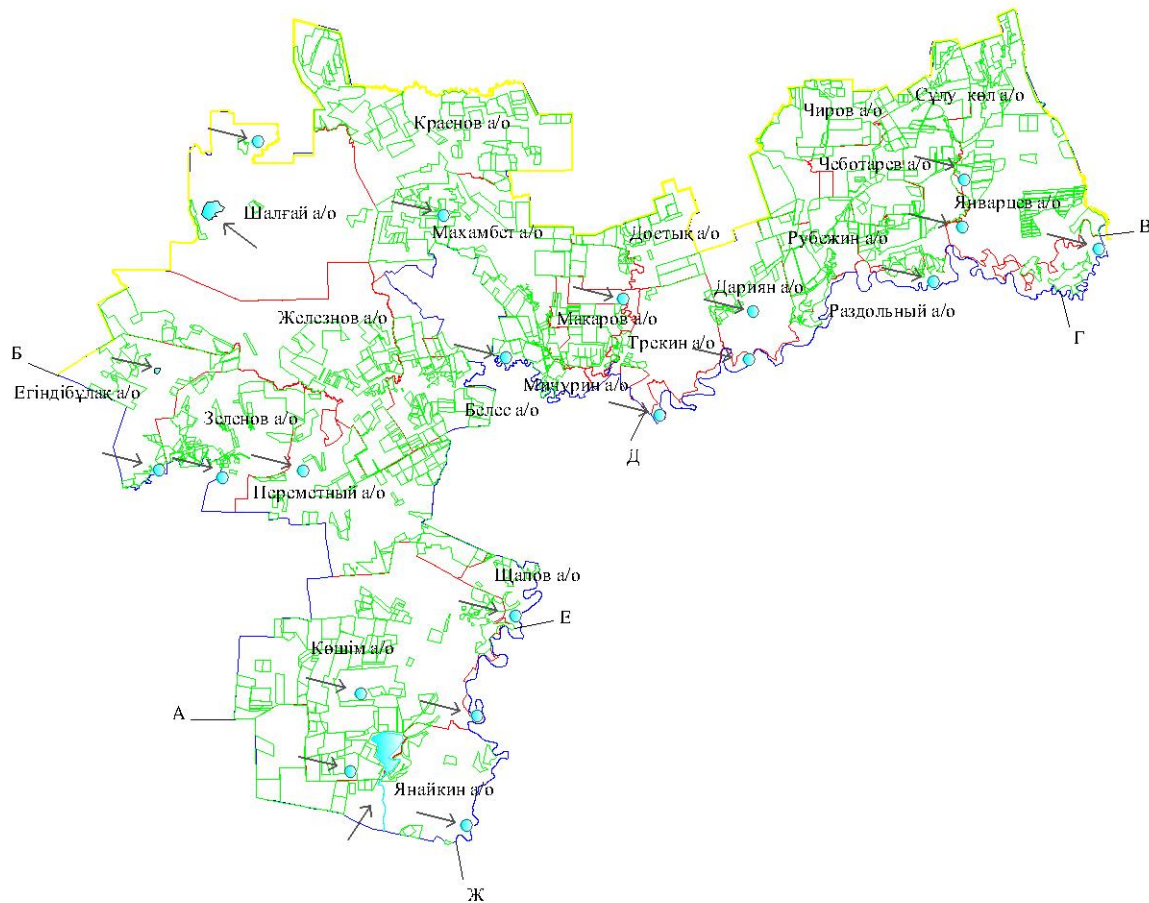 Сұлу көл а/о
Чиров а/о
Краснов а/о
Чеботарев а/о
Январцев а/о
Шалғай а/о
Махамбет а/о
Достық а/о
Рубежин а/о
В
Дариян а/о
Железнов а/о
Макаров а/о
Раздольный а/о
Г
Трекин а/о
Б
Егіндібұлақ а/о
Мичурин а/о
Белес а/о
Зеленов а/о
Д
Переметный а/о
Щапов а/о
Е
Көшім а/о
А
Янайкин а/о
Ж